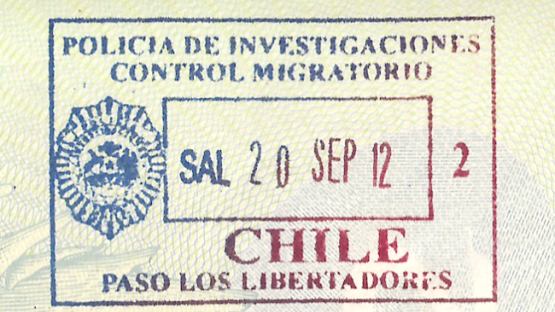 POLICIA DE INVESTIGACIONES
CONTROL MIGRATORIO
SAL 20 SEP 12 2
CHILE
PASO LOS LIBERTADORES